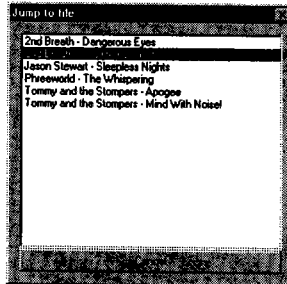 Jump to file
2nd Breath - Dangerous Eyes
Jason Stewart - Sleepless Nights
Phreeworld - The Whispering
Tommy and the Stompers - Apogee
Tommy and the Stompers - Mind With Noise!